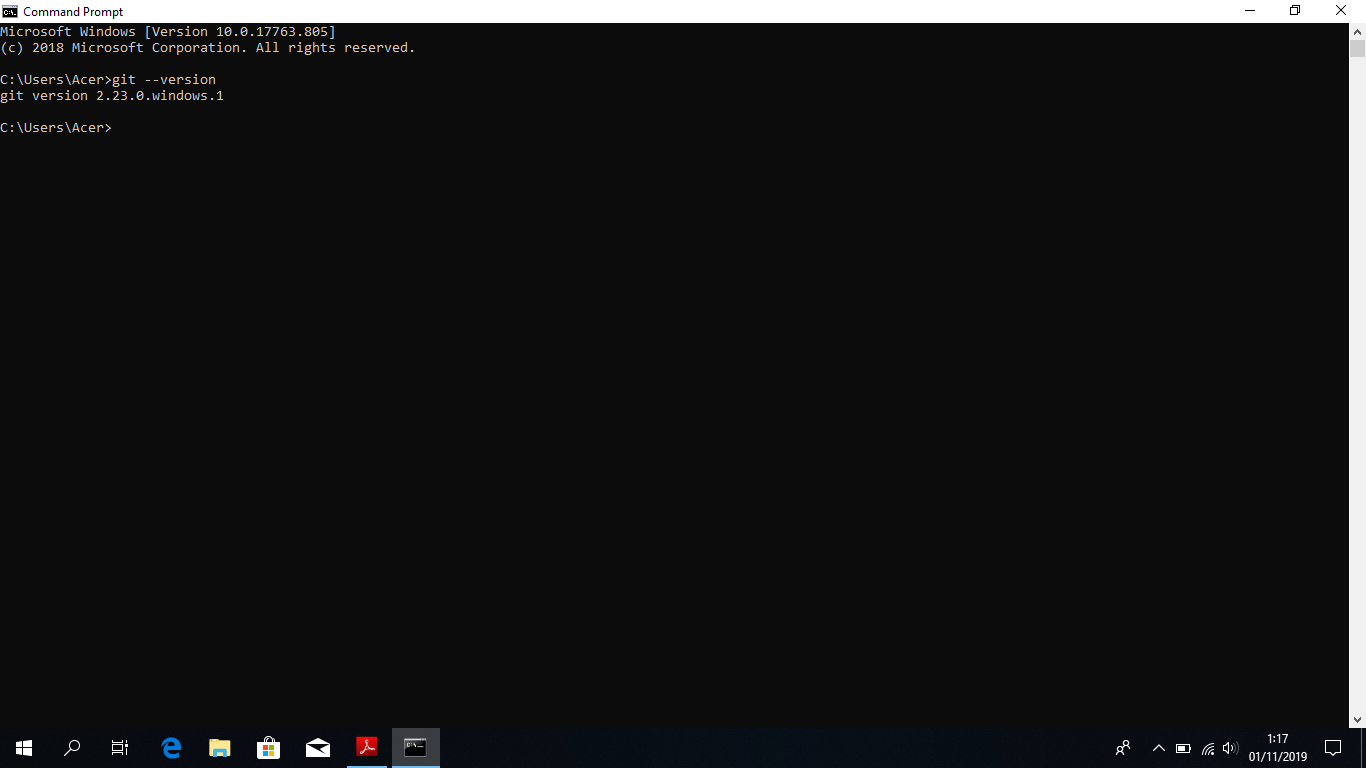 Command Prompt
Microsoft Windows [Version 10.0.17763.805]
(c) 2018 Microsoft Corporation. All rights reserved.
C:\Users\Acer>git --version
git version 2.23.0.windows.1
C:\Users\Acer>
1:17
01/11/2019